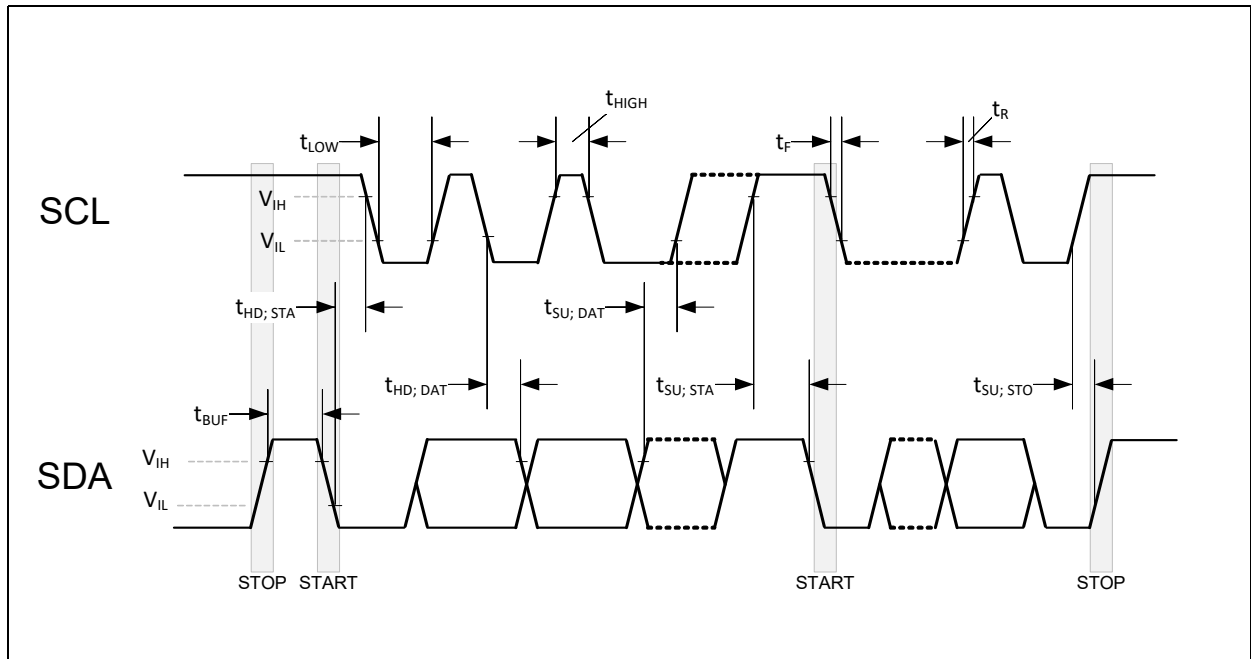 tHIGH
tR
tLOW
tF
SCL
VIH
VIL
tHD; STA
tSU; DAT
tHD; DAT
tSU; STA
tSU; STO
tBUF
VIH
SDA
VIL
STOP START START STOP